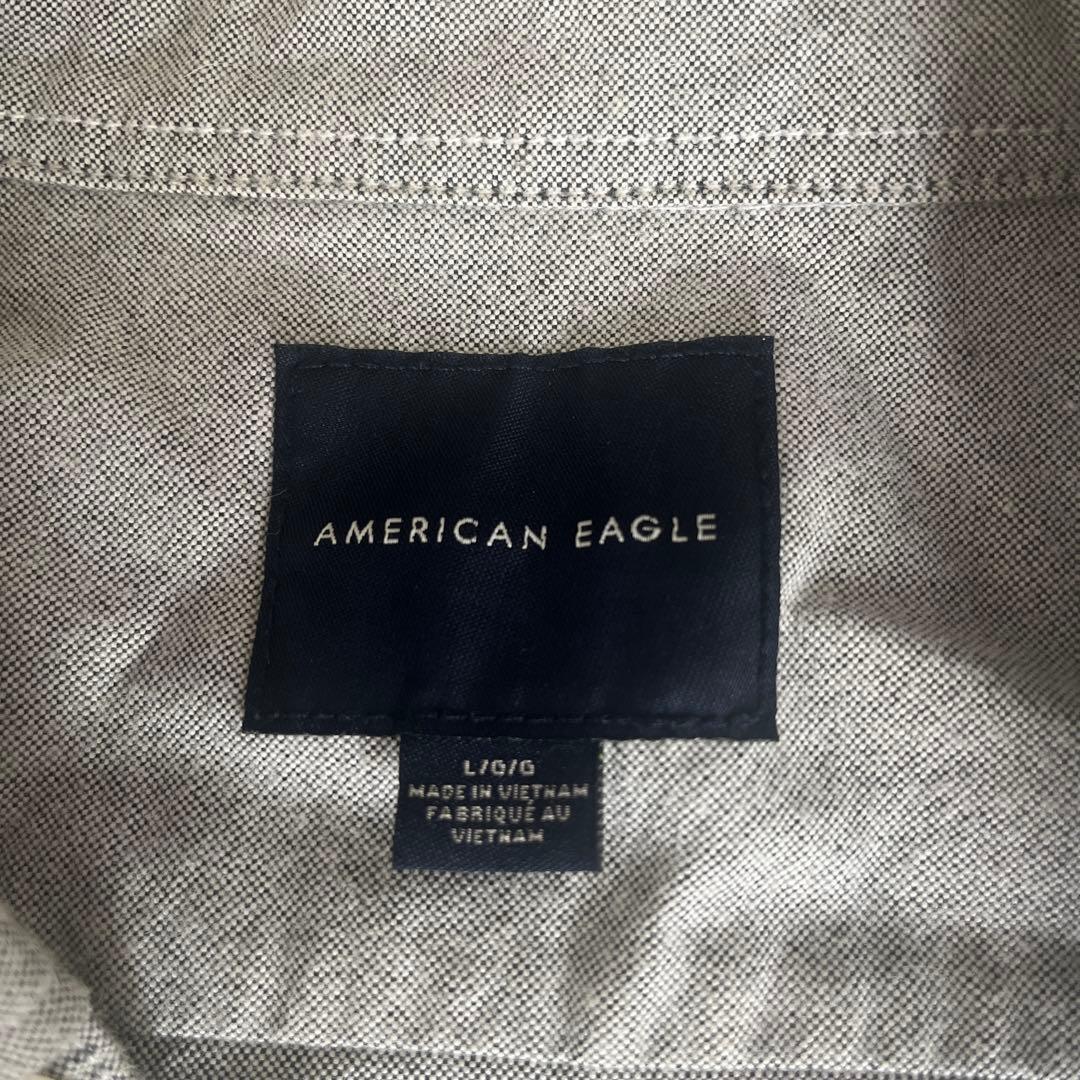 AMERICAN EAGLE
L/G/G
MADE IN VIETNAM
FABRIQUÉ AU
VIETNAM